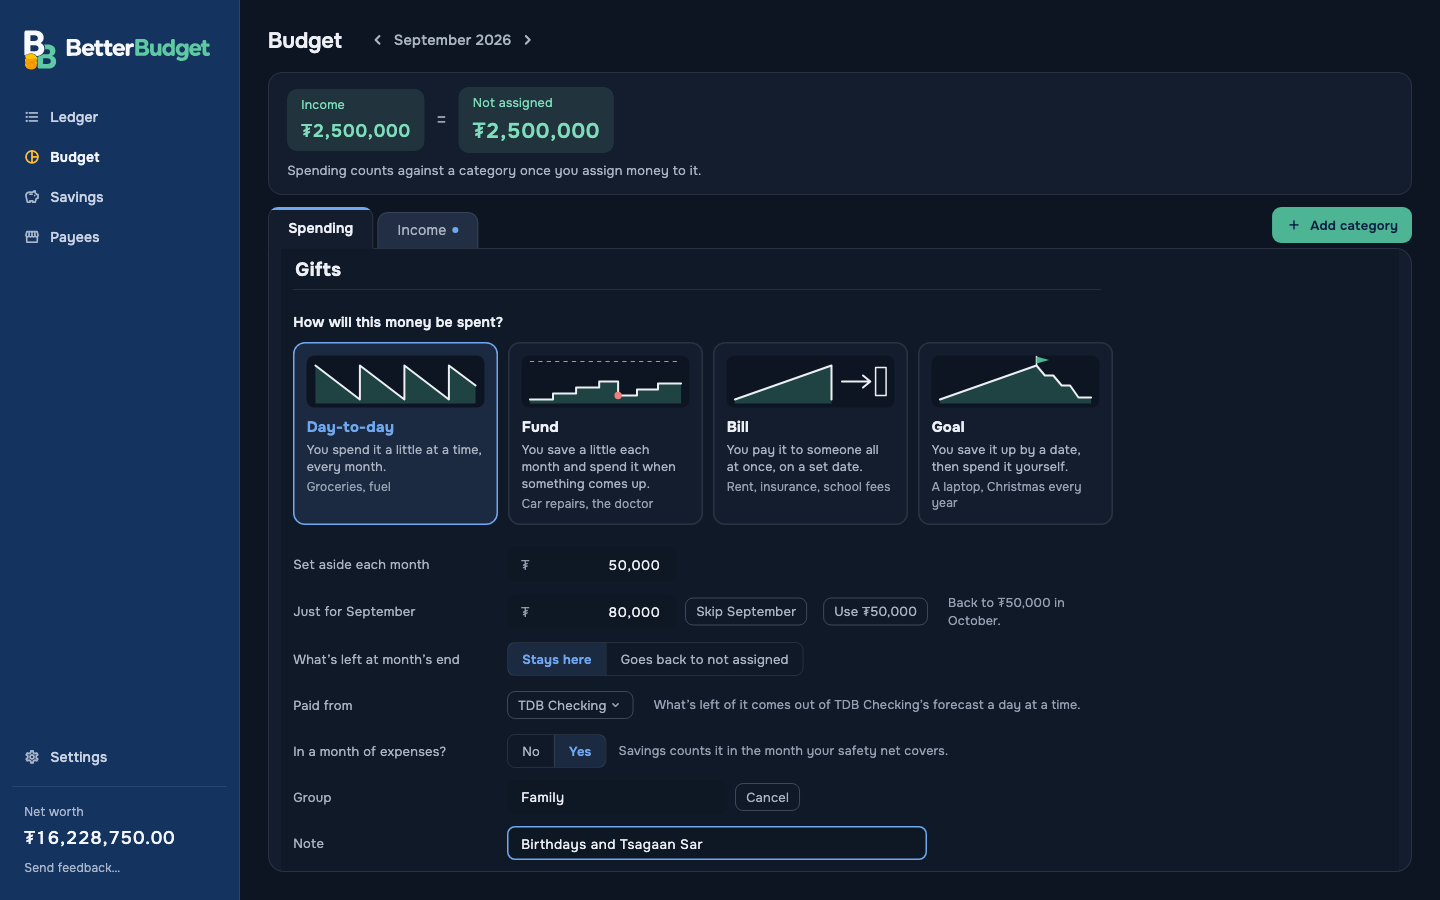 BetterBudget
Ledger
Budget
Savings
Payees
Settings
Net worth
₮16,228,750.00
Send feedback...
Budget
September 2026
Income
₮2,500,000
=
Not assigned
₮2,500,000
Spending counts against a category once you assign money to it.
Spending
Income
+ Add category
Gifts
How will this money be spent?
Day-to-day
You spend it a little at a time,
every month.
Groceries, fuel
Fund
You save a little each
month and spend it when
something comes up.
Car repairs, the doctor
Bill
You pay it to someone all
at once, on a set date.
Rent, insurance, school fees
Goal
You save it up by a date,
then spend it yourself.
A laptop, Christmas every
year
Set aside each month
₮ 50,000
Just for September
₮ 80,000
Skip September
Use ₮50,000
Back to ₮50,000 in
October.
What's left at month's end
Stays here
Goes back to not assigned
Paid from
TDB Checking
What's left of it comes out of TDB Checking's forecast a day at a time.
In a month of expenses?
No
Yes
Savings counts it in the month your safety net covers.
Group
Family
Cancel
Note
Birthdays and Tsagaan Sar